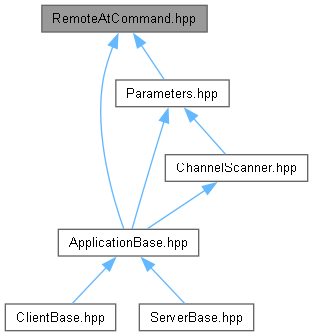 RemoteAtCommand.hpp
Parameters.hpp
ChannelScanner.hpp
ApplicationBase.hpp
ClientBase.hpp
ServerBase.hpp